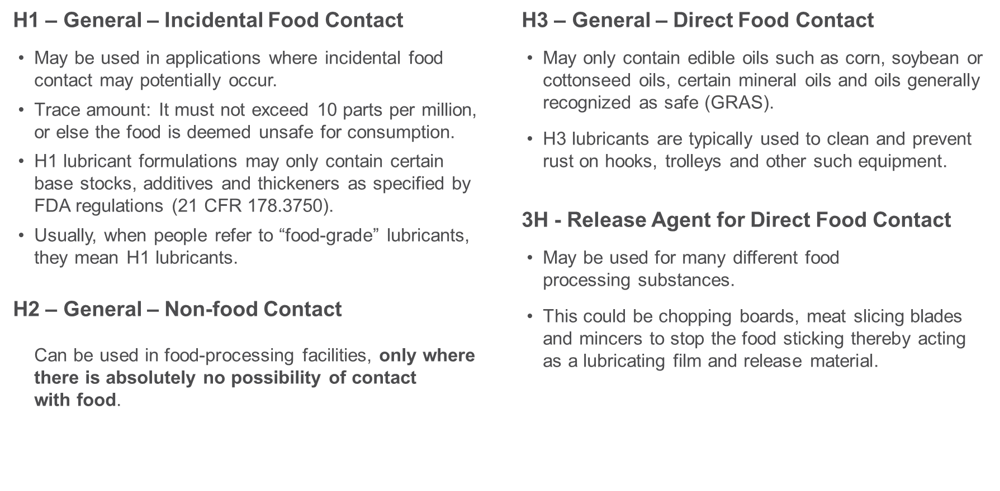 H1 – General – Incidental Food Contact
• May be used in applications where incidental food
contact may potentially occur.
• Trace amount: It must not exceed 10 parts per million,
or else the food is deemed unsafe for consumption.
• H1 lubricant formulations may only contain certain
base stocks, additives and thickeners as specified by
FDA regulations (21 CFR 178.3750).
• Usually, when people refer to “food-grade” lubricants,
they mean H1 lubricants.
H2 – General – Non-food Contact
Can be used in food-processing facilities, only where
there is absolutely no possibility of contact
with food.
H3 – General – Direct Food Contact
• May only contain edible oils such as corn, soybean or
cottonseed oils, certain mineral oils and oils generally
recognized as safe (GRAS).
• H3 lubricants are typically used to clean and prevent
rust on hooks, trolleys and other such equipment.
3H - Release Agent for Direct Food Contact
• May be used for many different food
processing substances.
• This could be chopping boards, meat slicing blades
and mincers to stop the food sticking thereby acting
as a lubricating film and release material.